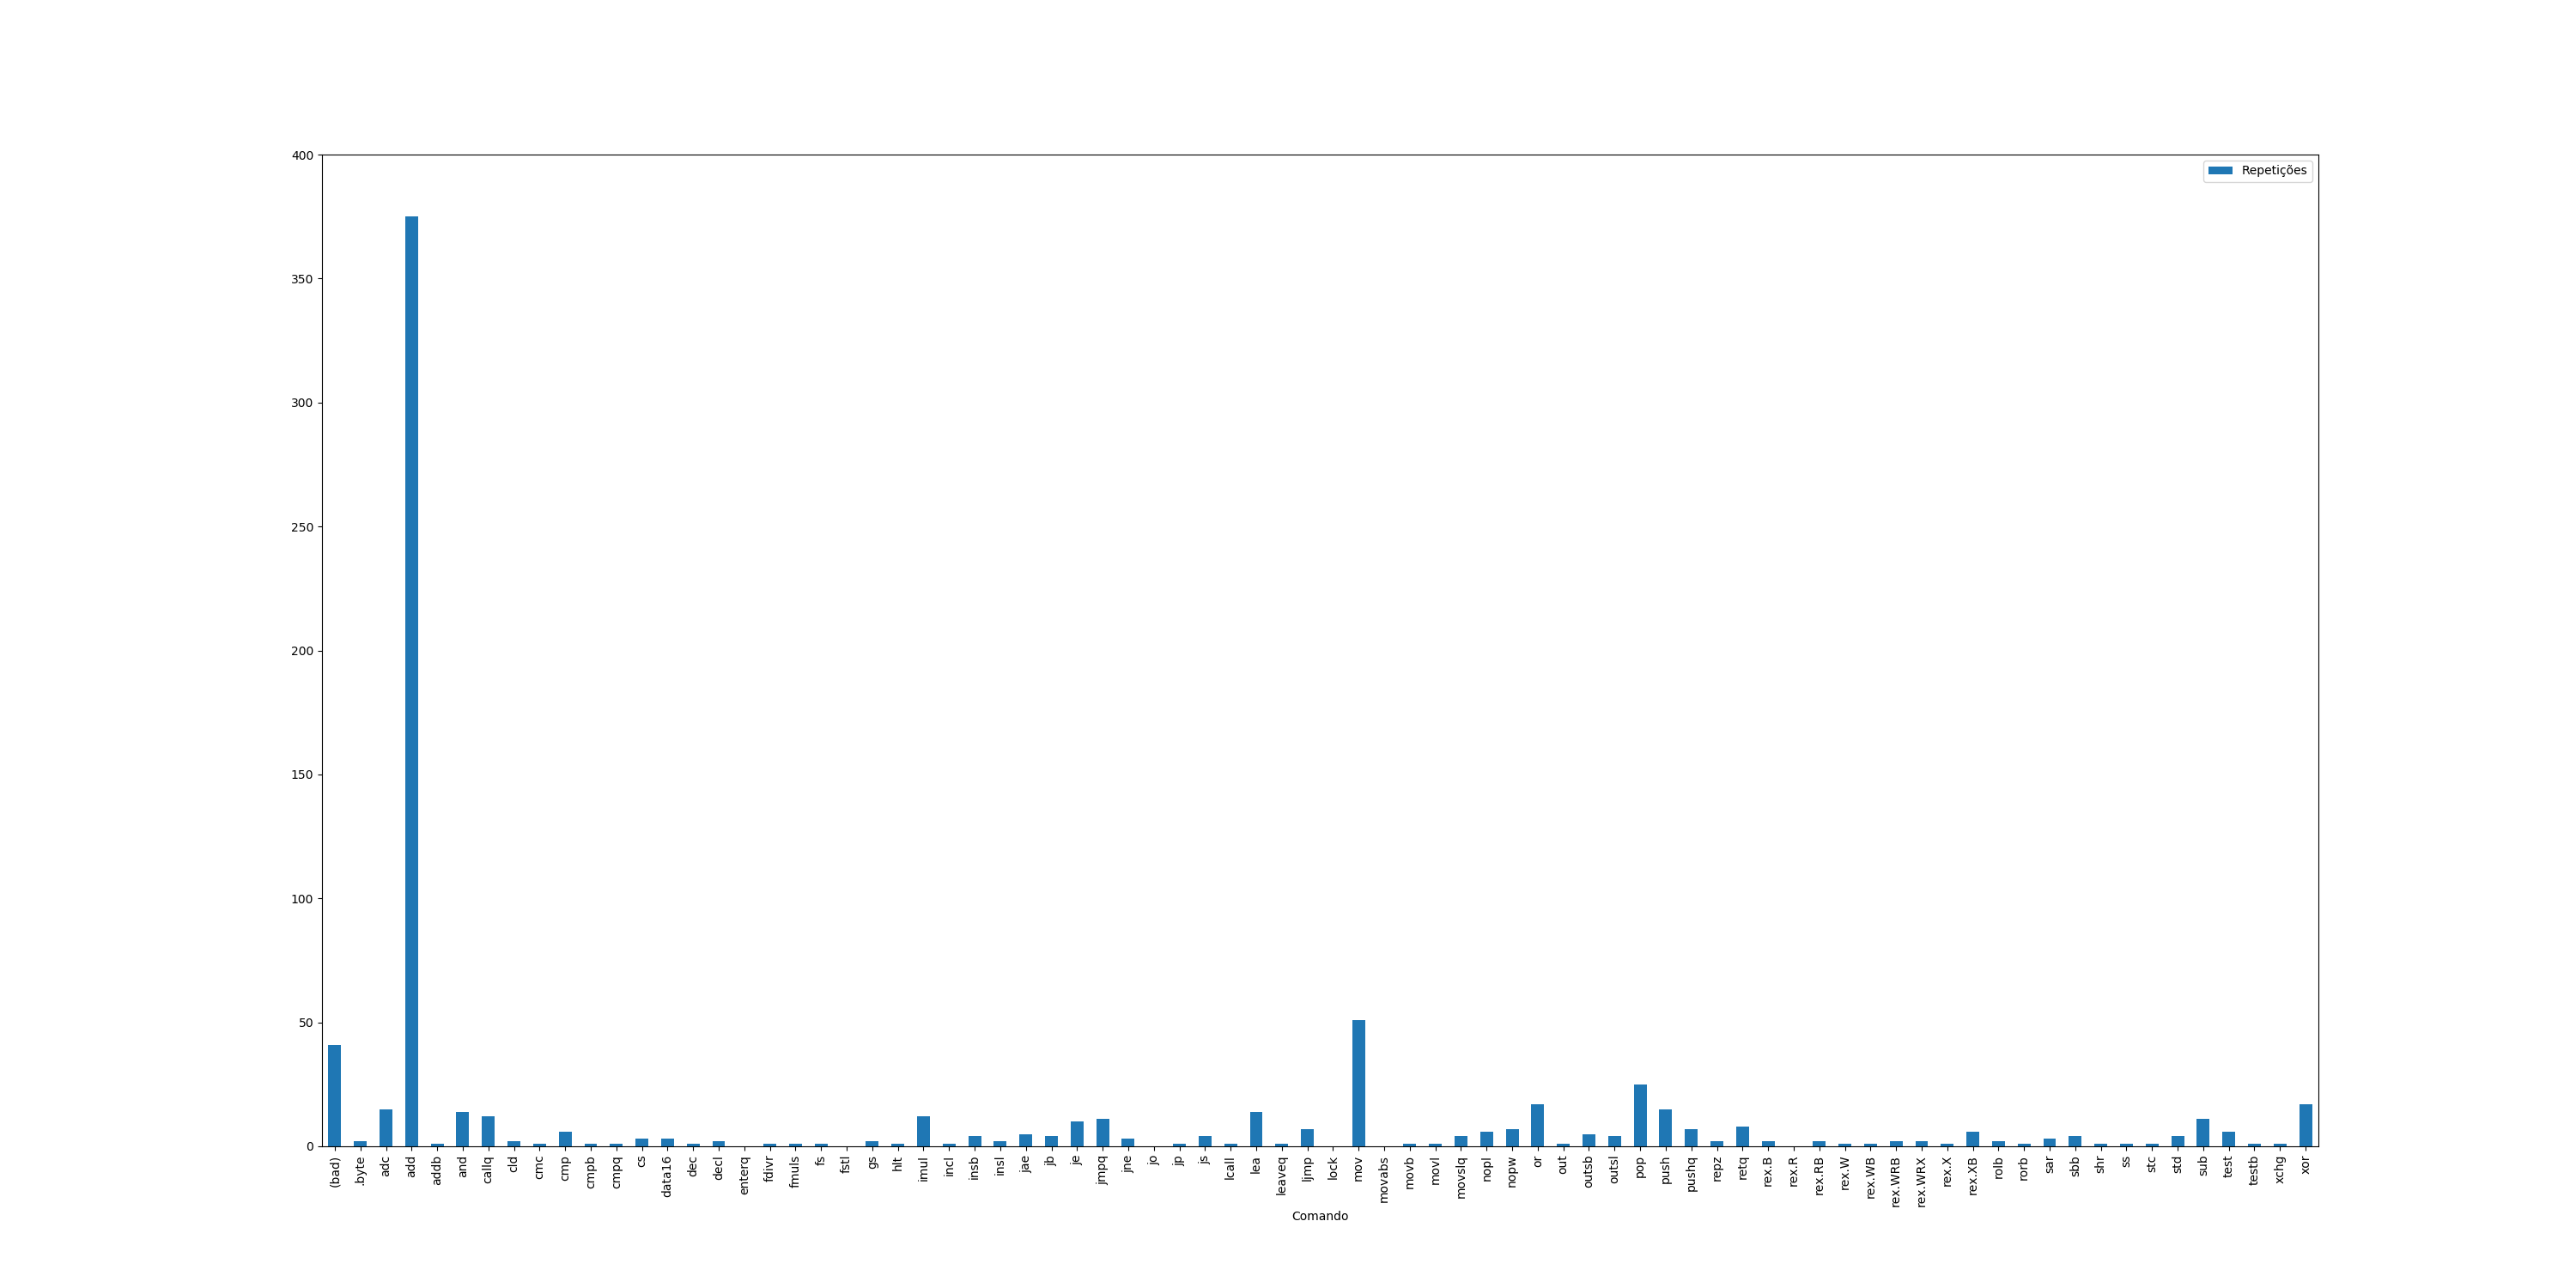 Repetições
400
350
300
250
200
150
100
50
0
(bad)
.byte
adc
add
addb
and
callq
cld
cmc
cmp
cmpb
cmpq
cs
data16
dec
decl
enterq
fdivr
fmuls
fs
fstl
gs
hlt
imul
incl
insb
insl
jae
jb
je
jmpq
jne
jo
jp
js
lcall
lea
leaveq
ljmp
lock
mov
movabs
movb
movl
movslq
nopl
nopw
or
out
outsb
outsl
pop
push
pushq
repz
retq
rex.B
rex.R
rex.RB
rex.W
rex.WB
rex.WRB
rex.WRX
rex.X
rex.XB
rolb
rorb
sar
sbb
shr
ss
stc
std
sub
test
testb
xchg
xor
Comando